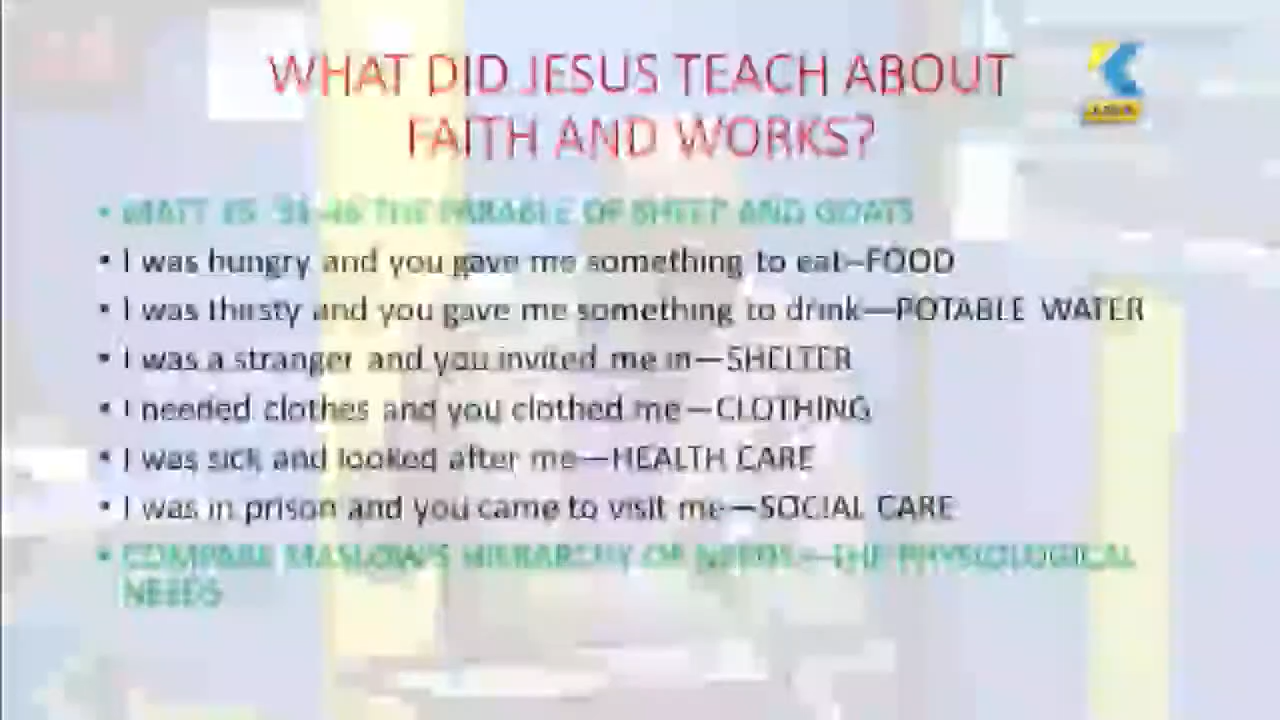 WHAT DID JESUS TEACH ABOUT
FAITH AND WORKS?
• MATT 25: 31-46 THE PARABLE OF SHEEP AND GOATS
• I was hungry and you gave me something to eat–FOOD
• I was thirsty and you gave me something to drink—POTABLE WATER
• I was a stranger and you invited me in—SHELTER
• I needed clothes and you clothed me—CLOTHING
• I was sick and looked after me—HEALTH CARE
• I was in prison and you came to visit me—SOCIAL CARE
• COMPARE MASLOW'S HIERARCHY OF NEEDS—THE PHYSIOLOGICAL
NEEDS